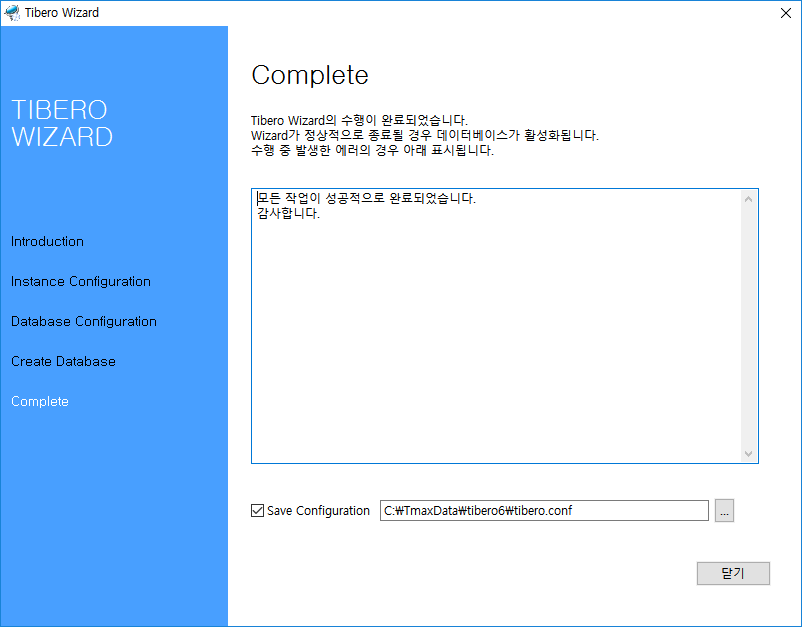 Tibero Wizard
TIBERO
WIZARD
Introduction
Instance Configuration
Database Configuration
Create Database
Complete
Complete
Tibero Wizard의 수행이 완료되었습니다.
Wizard가 정상적으로 종료될 경우 데이터베이스가 활성화됩니다.
수행 중 발생한 에러의 경우 아래 표시됩니다.
모든 작업이 성공적으로 완료되었습니다.
감사합니다.
Save Configuration C:₩TmaxData₩tibero6₩tibero.conf ...
닫기